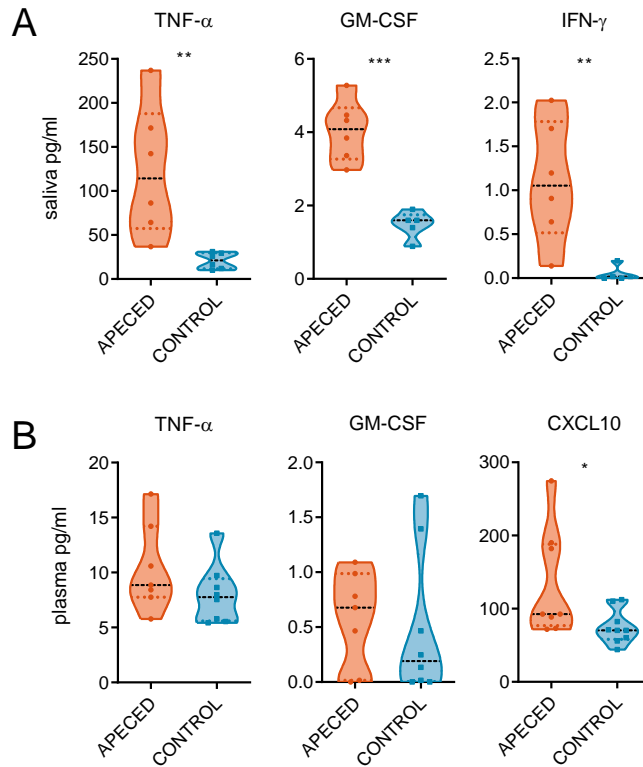 A
TNF-α
GM-CSF
IFN-γ
**
***
**
saliva pg/ml
250
200
150
100
50
0
APECED
CONTROL
6
4
2
0
APECED
CONTROL
2.5
2.0
1.5
1.0
0.5
0.0
APECED
CONTROL
B
TNF-α
GM-CSF
CXCL10
*
plasma pg/ml
20
15
10
5
0
APECED
CONTROL
2.0
1.5
1.0
0.5
0.0
APECED
CONTROL
300
200
100
0
APECED
CONTROL